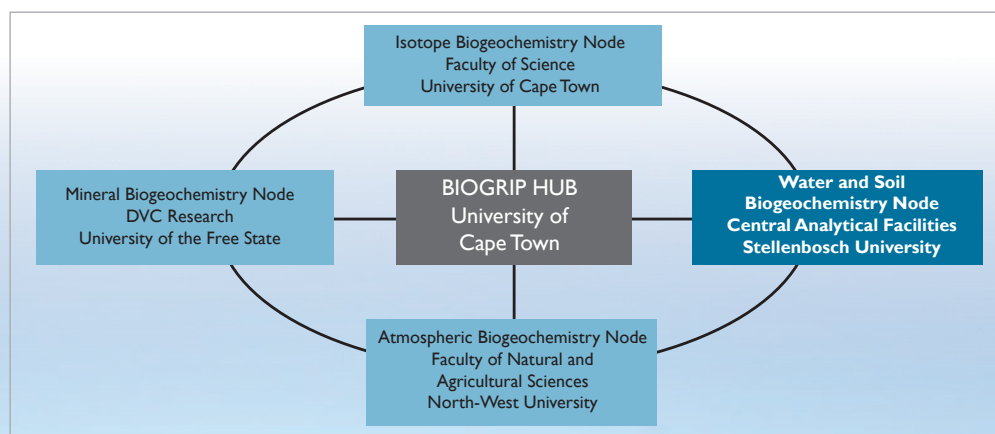 Isotope Biogeochemistry Node
Faculty of Science
University of Cape Town
Mineral Biogeochemistry Node
DVC Research
University of the Free State
BIOGRIP HUB
University of
Cape Town
Water and Soil
Biogeochemistry Node
Central Analytical Facilities
Stellenbosch University
Atmospheric Biogeochemistry Node
Faculty of Natural and
Agricultural Sciences
North-West University